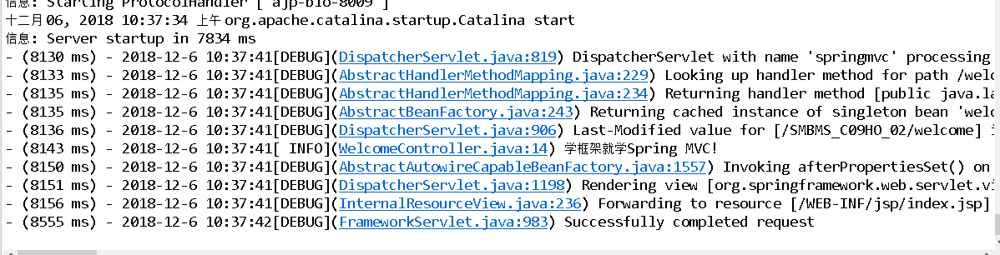 信息: Starting ProtocolHandler ["ajp-bio-8009"]
十二月 06, 2018 10:37:34 上午 org.apache.catalina.startup.Catalina start
信息: Server startup in 7834 ms
- (8130 ms) - 2018-12-6 10:37:41[DEBUG](DispatcherServlet.java:819) DispatcherServlet with name 'springmvc' processing
- (8133 ms) - 2018-12-6 10:37:41[DEBUG](AbstractHandlerMethodMapping.java:229) Looking up handler method for path /welc
- (8135 ms) - 2018-12-6 10:37:41[DEBUG](AbstractHandlerMethodMapping.java:234) Returning handler method [public java.la
- (8135 ms) - 2018-12-6 10:37:41[DEBUG](AbstractBeanFactory.java:243) Returning cached instance of singleton bean 'welc
- (8136 ms) - 2018-12-6 10:37:41[DEBUG](DispatcherServlet.java:906) Last-Modified value for [/SMBMS_C09HO_02/welcome] i
- (8143 ms) - 2018-12-6 10:37:41[ INFO](WelcomeController.java:14) 学框架就学Spring MVC!
- (8150 ms) - 2018-12-6 10:37:41[DEBUG](AbstractAutowireCapableBeanFactory.java:1557) Invoking afterPropertiesSet() on
- (8151 ms) - 2018-12-6 10:37:41[DEBUG](DispatcherServlet.java:1198) Rendering view [org.springframework.web.servlet.vi
- (8156 ms) - 2018-12-6 10:37:41[DEBUG](InternalResourceView.java:236) Forwarding to resource [/WEB-INF/jsp/index.jsp]
- (8555 ms) - 2018-12-6 10:37:42[DEBUG](FrameworkServlet.java:983) Successfully completed request